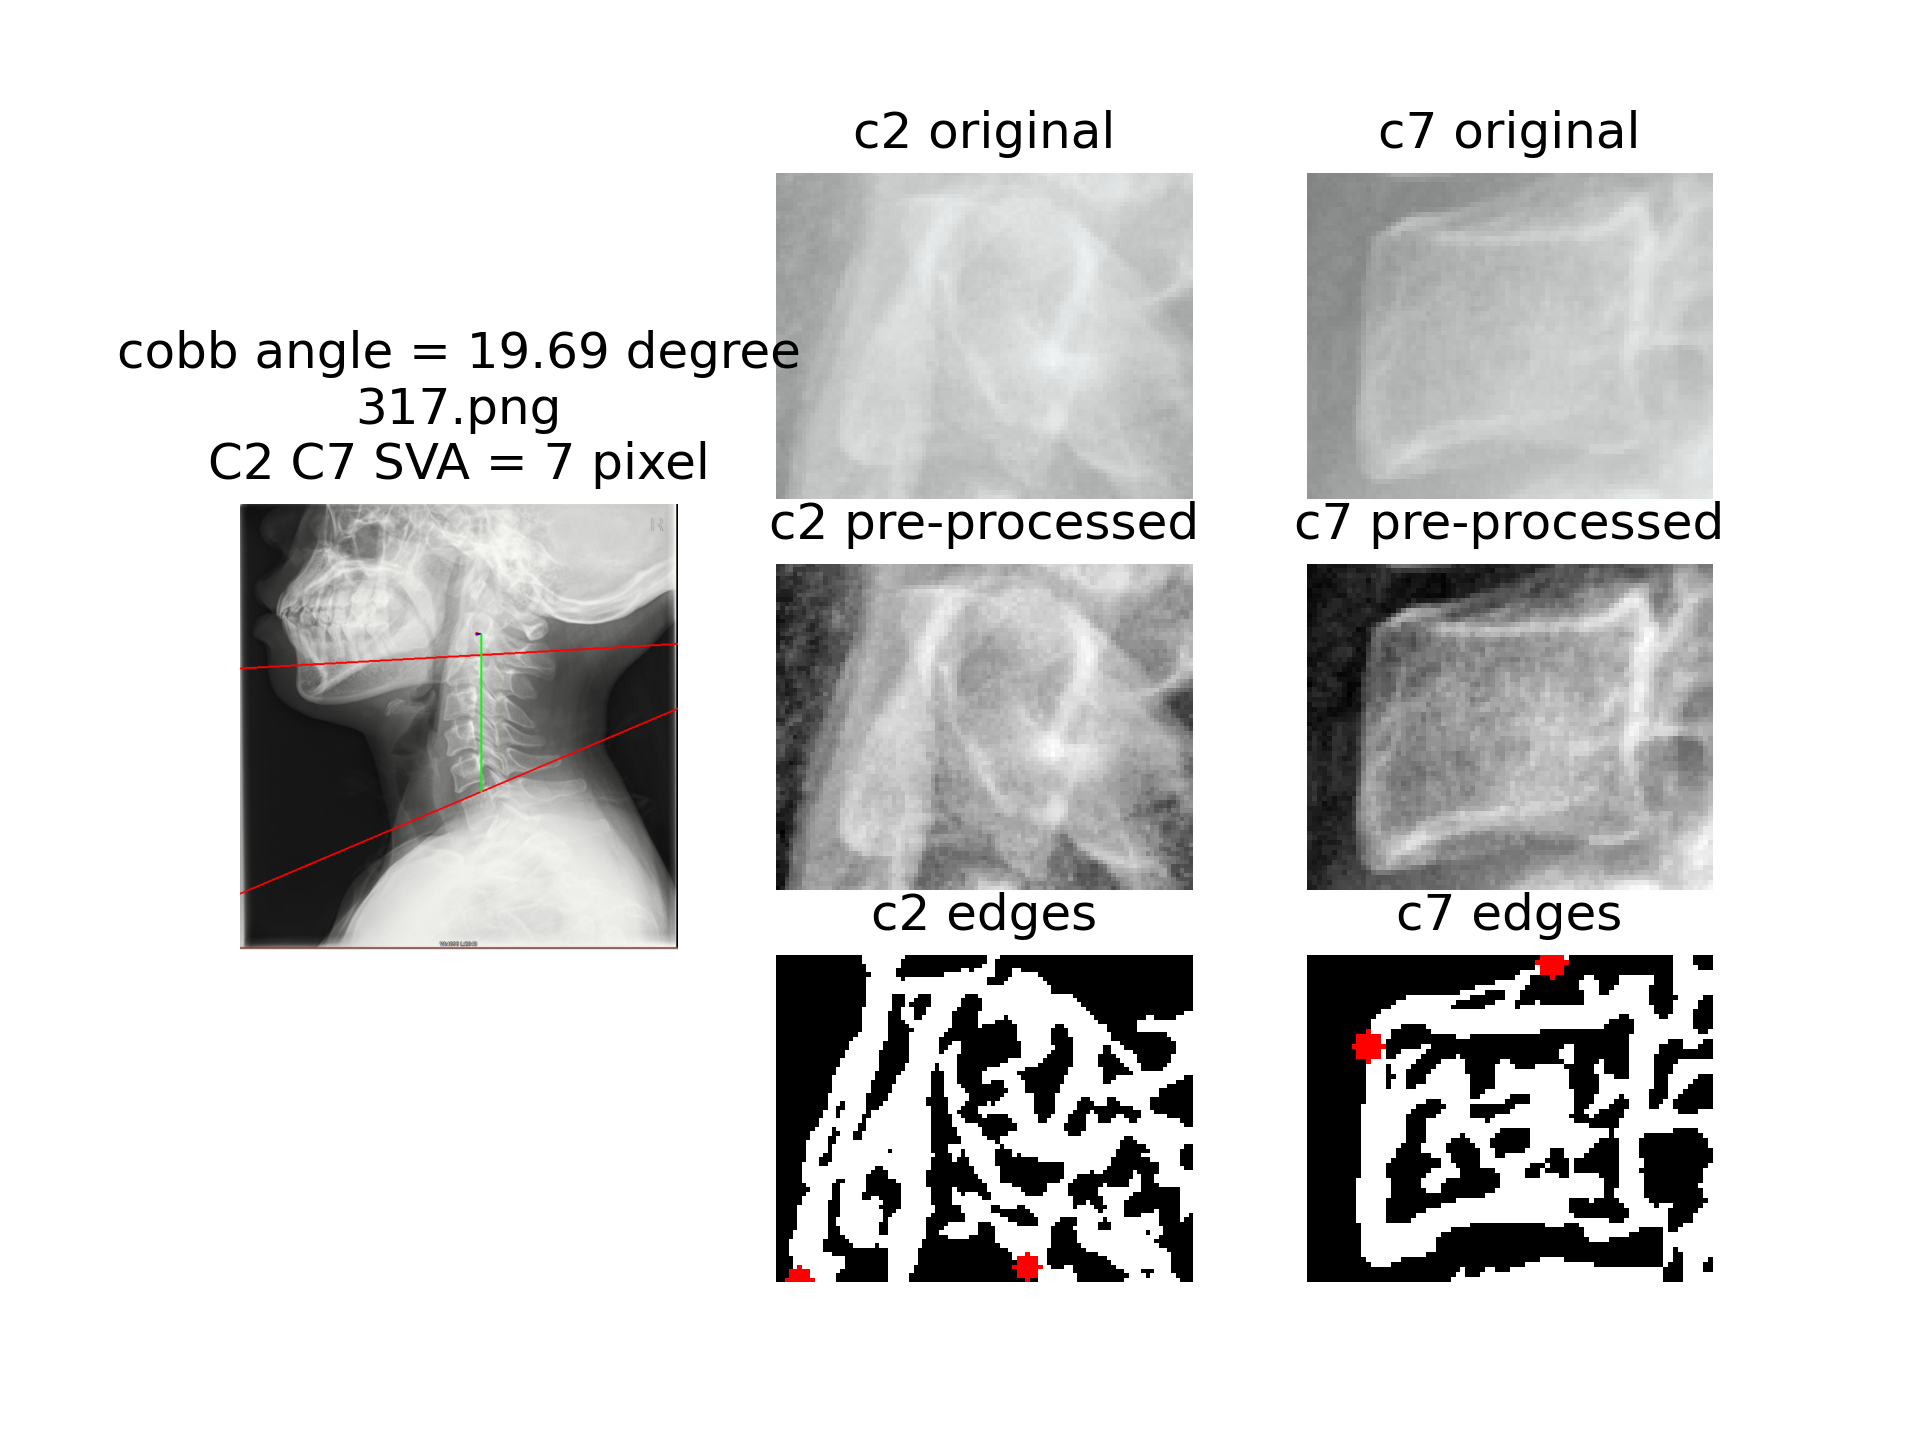 cobb angle = 19.69 degree
317.png
C2 C7 SVA = 7 pixel
R
c2 original
c7 original
c2 pre-processed
c7 pre-processed
c2 edges
c7 edges